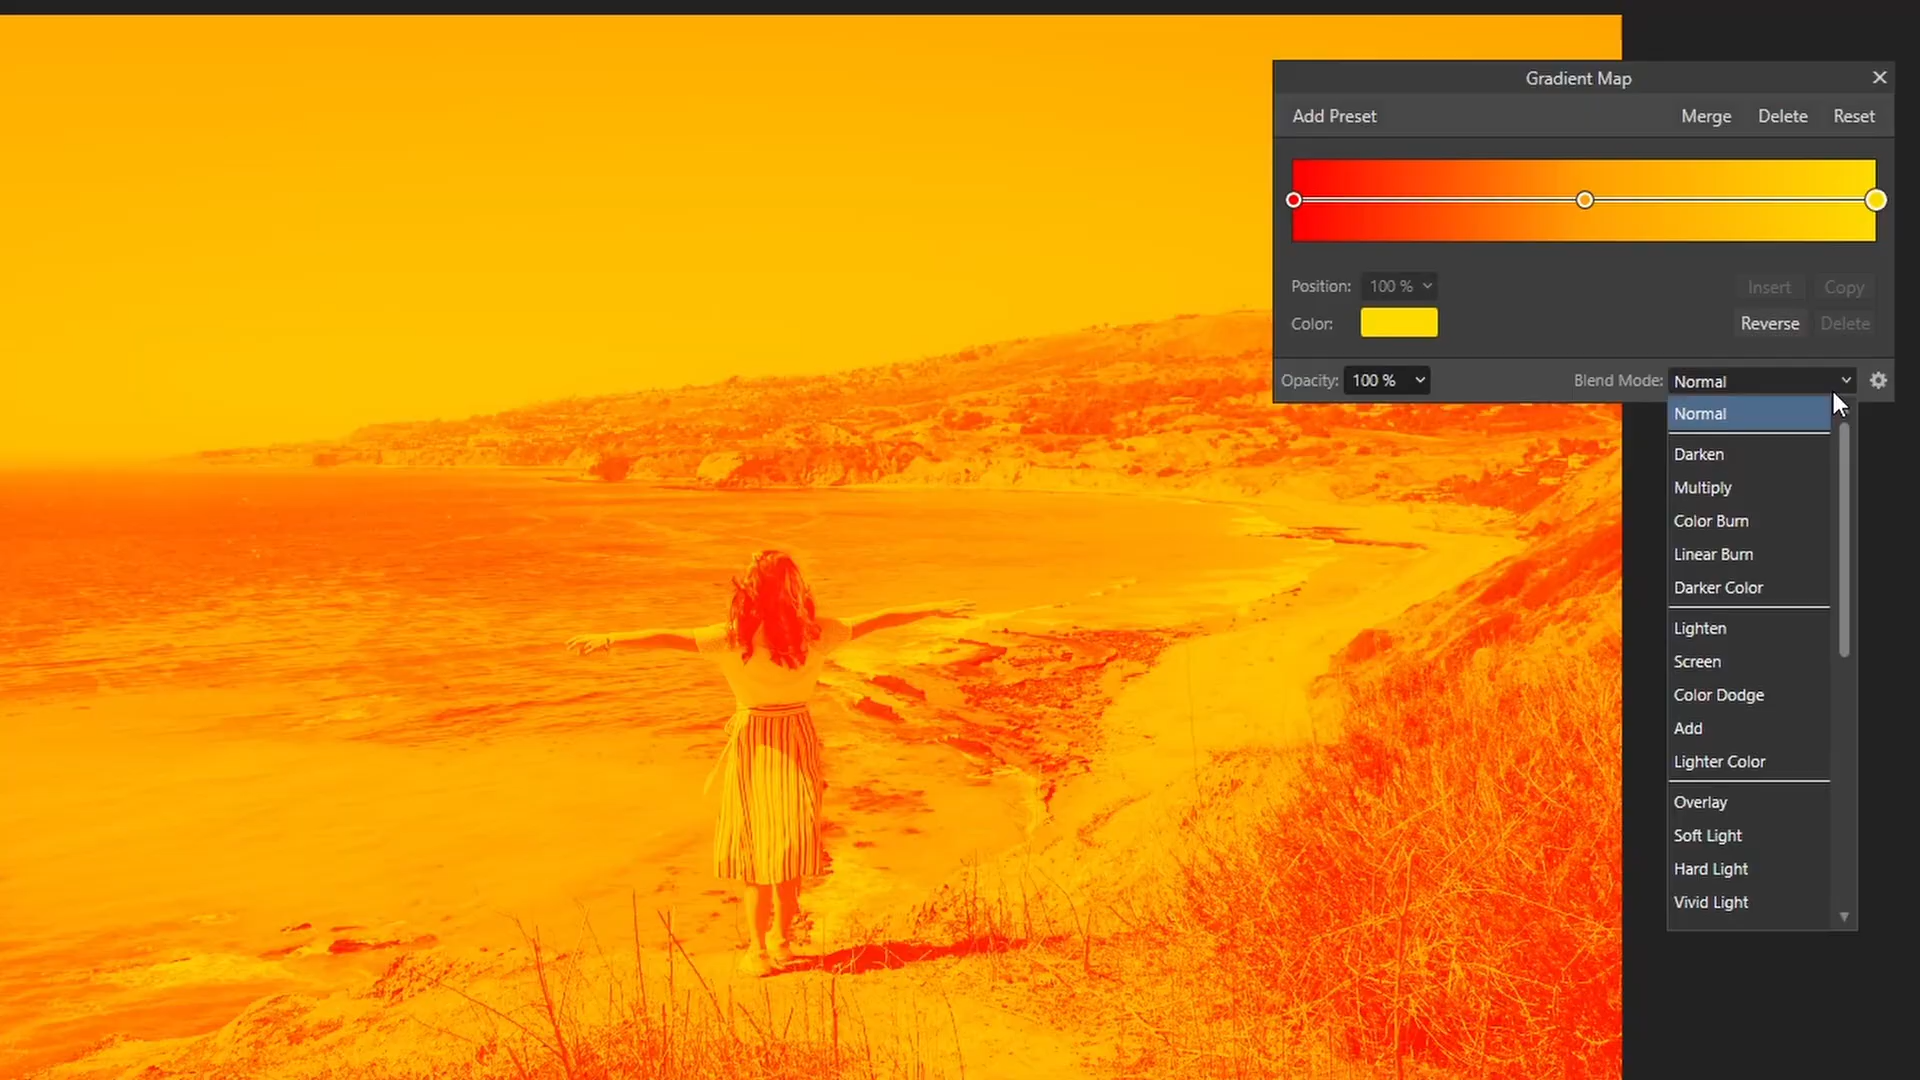 Gradient Map
Add Preset
Merge
Delete
Reset
Position: 100 %
Insert
Copy
Color:
Reverse
Delete
Opacity: 100 %
Blend Mode: Normal
Normal
Darken
Multiply
Color Burn
Linear Burn
Darker Color
Lighten
Screen
Color Dodge
Add
Lighter Color
Overlay
Soft Light
Hard Light
Vivid Light